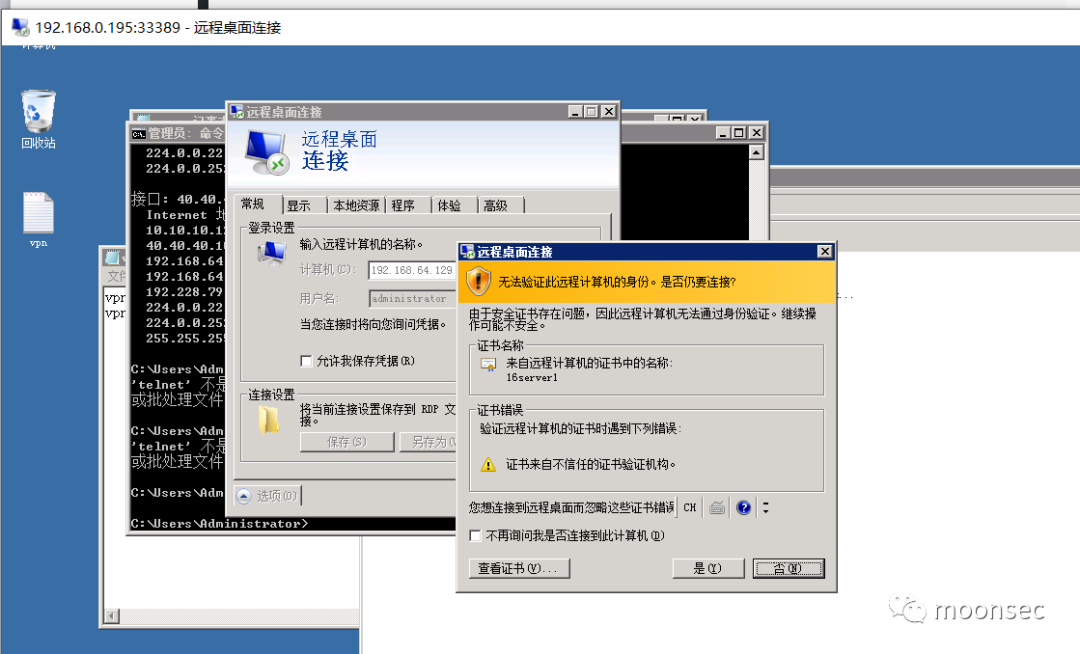 192.168.0.195:33389 - 远程桌面连接
回收站
vpn
管理员: 命令
224.0.0.22
224.0.0.25
接口: 40.40.
Internet 地
10.10.10.1
40.40.40.1
192.168.64
192.168.64
192.228.79
224.0.0.22
224.0.0.25
255.255.25
C:\Users\Adm
'telnet' 不是
或批处理文件
C:\Users\Adm
'telnet' 不是
或批处理文件
C:\Users\Adm
C:\Users\Administrator>
文件
vpn
vpn
远程桌面连接
远程桌面
连接
常规 显示 本地资源 程序 体验 高级
登录设置
输入远程计算机的名称。
计算机(C): 192.168.64.129
用户名: administrator
当您连接时将向您询问凭据。
允许我保存凭据(R)
连接设置
将当前连接设置保存到 RDP 文
接。
保存(S) 另存为(
选项(O)
远程桌面连接
无法验证此远程计算机的身份。是否仍要连接?
由于安全证书存在问题，因此远程计算机无法通过身份验证。继续操
作可能不安全。
证书名称
来自远程计算机的证书中的名称:
16server1
证书错误
验证远程计算机的证书时遇到下列错误:
证书来自不信任的证书验证机构。
您想连接到远程桌面而忽略这些证书错误
CH
不再询问我是否连接到此计算机(D)
查看证书(V)... 是(Y) 否(N)
moonsec